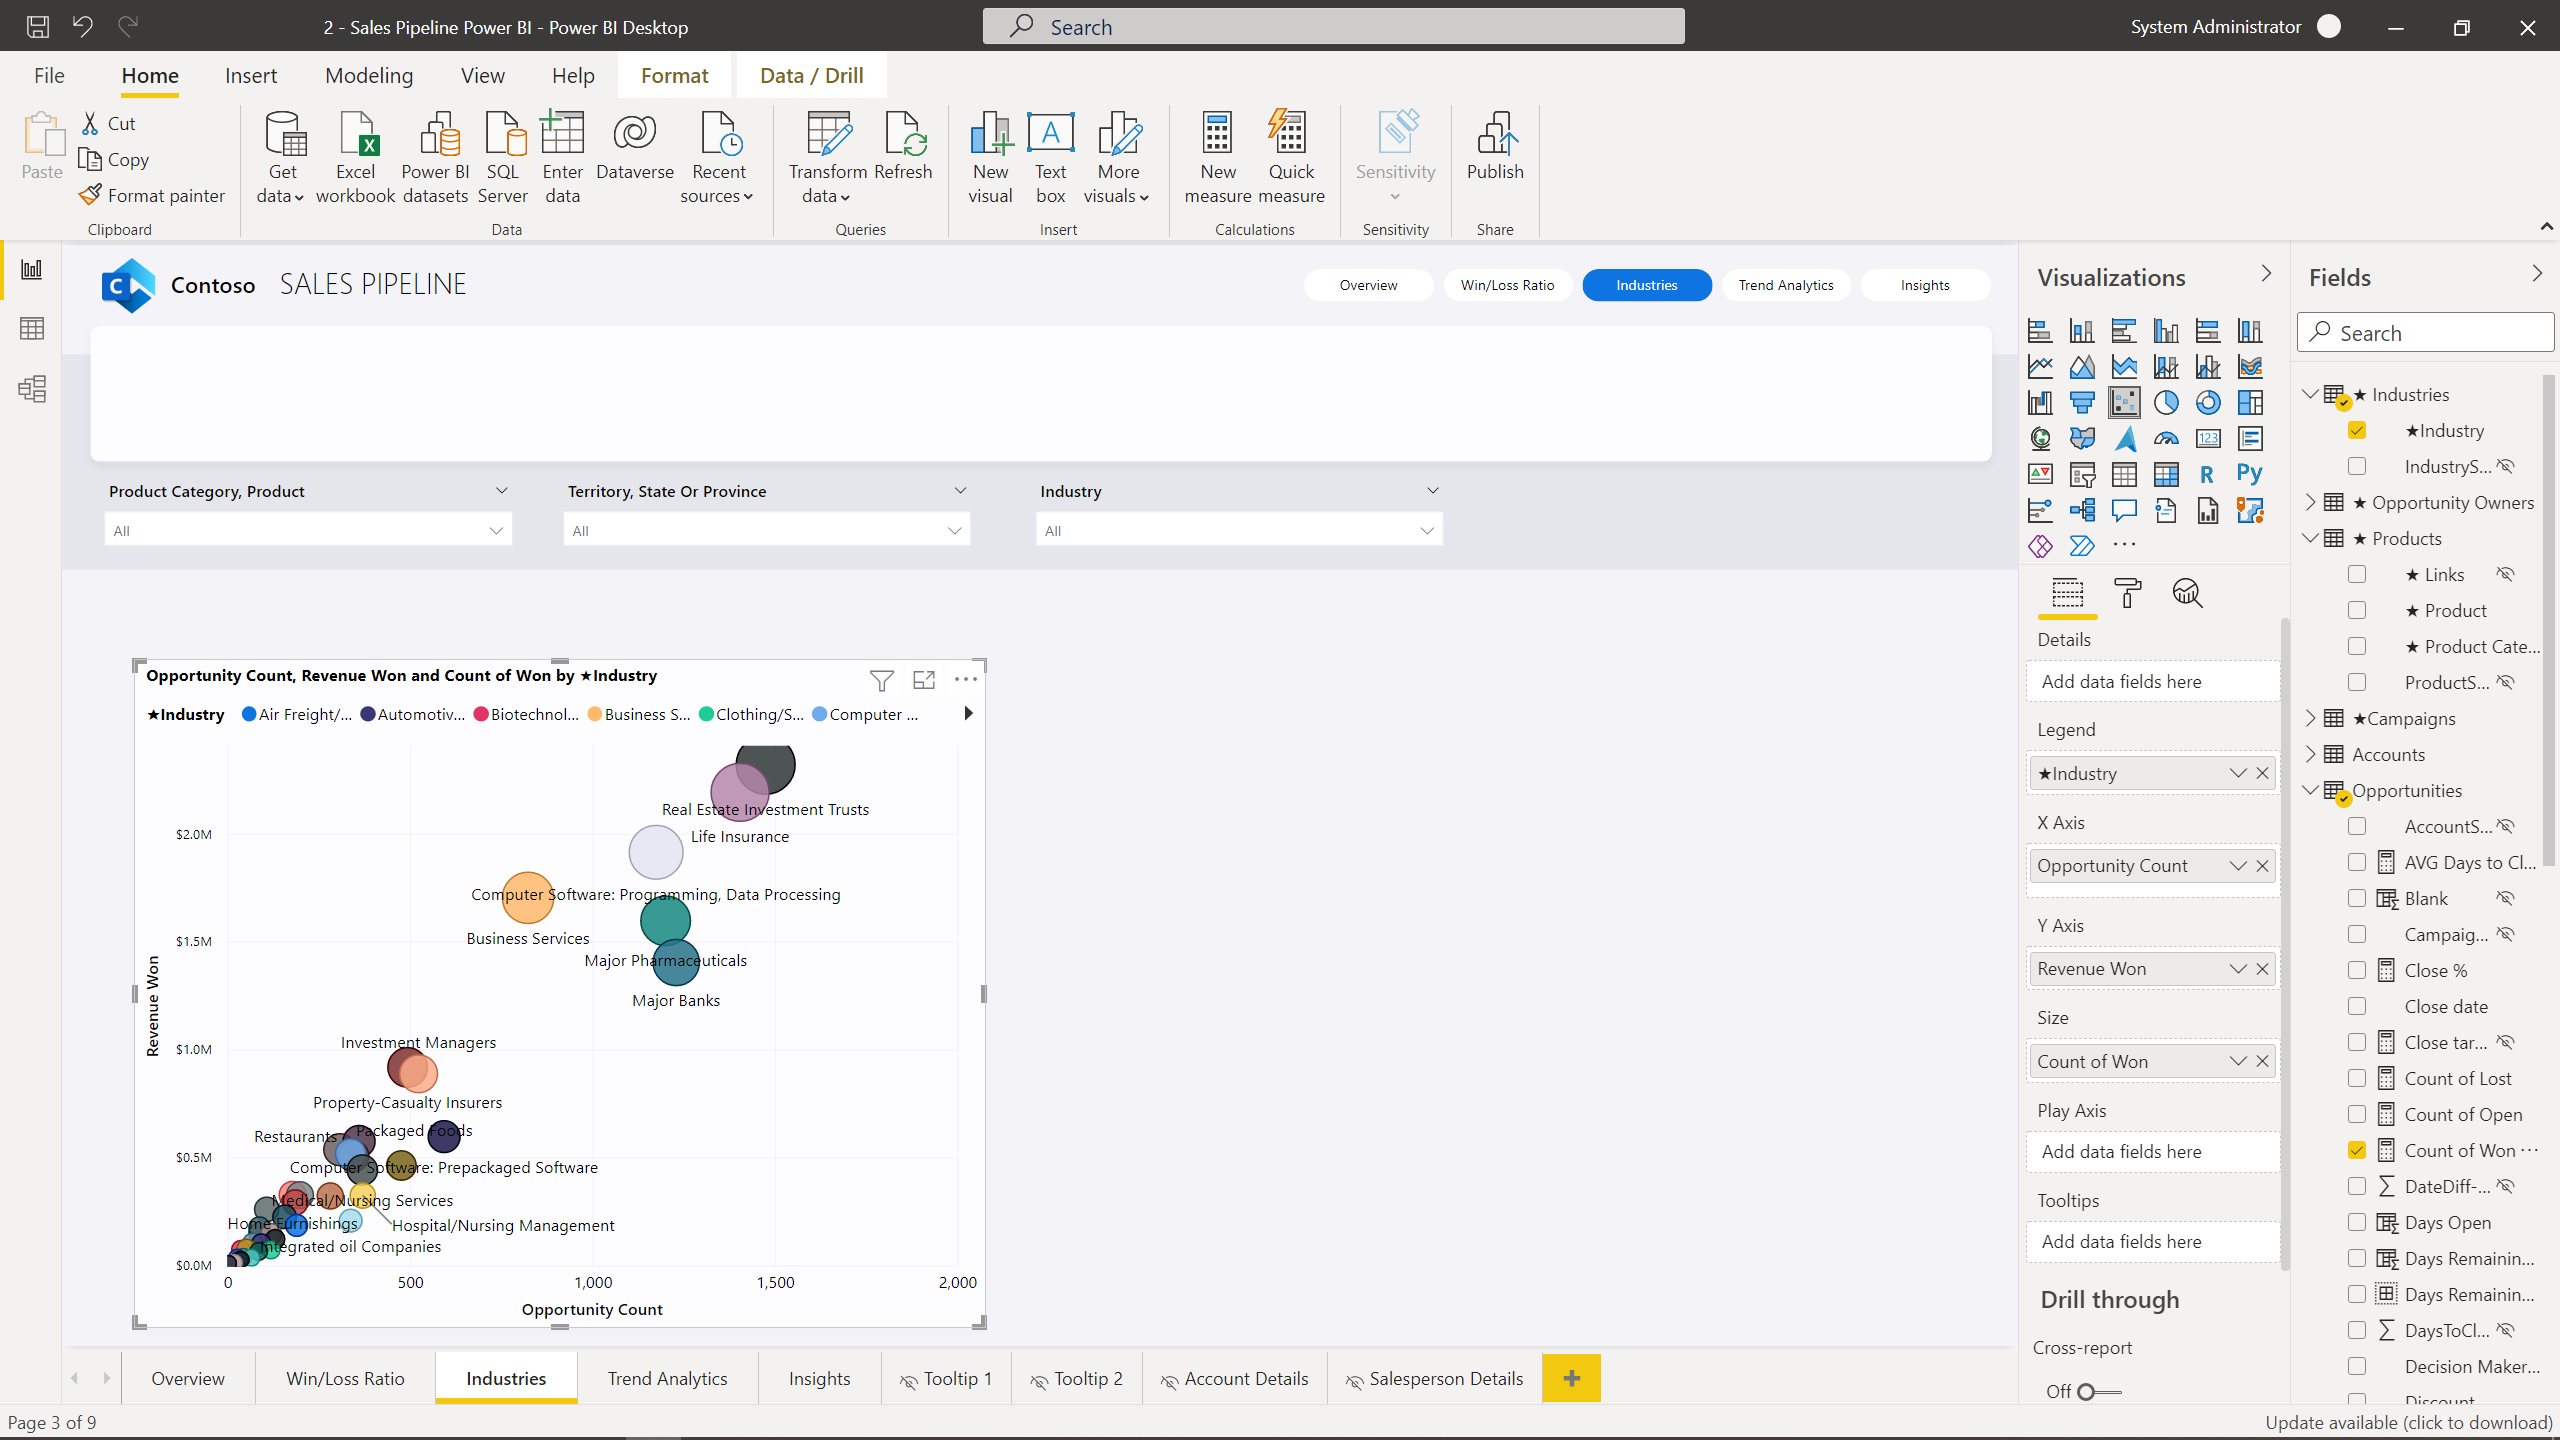 2 - Sales Pipeline Power BI - Power BI Desktop
Search
System Administrator
File
Home
Insert
Modeling
View
Help
Format
Data / Drill
Paste
Cut
Copy
Format painter
Clipboard
Get data
Excel workbook
Power BI datasets
SQL Server
Enter data
Dataverse
Recent sources
Data
Transform data
Refresh
Queries
New visual
Text box
More visuals
Insert
New measure
Quick measure
Calculations
Sensitivity
Sensitivity
Publish
Share
Contoso
SALES PIPELINE
Overview
Win/Loss Ratio
Industries
Trend Analytics
Insights
Product Category, Product
All
Territory, State Or Province
All
Industry
All
Opportunity Count, Revenue Won and Count of Won by ★Industry
★Industry
Air Freight/...
Automotiv...
Biotechnol...
Business S...
Clothing/S...
Computer ...
Real Estate Investment Trusts
$2.0M
Life Insurance
Computer Software: Programming, Data Processing
Business Services
$1.5M
Major Pharmaceuticals
Major Banks
Revenue Won
Investment Managers
$1.0M
Property-Casualty Insurers
Restaurants
Packaged Foods
$0.5M
Computer Software: Prepackaged Software
Medical/Nursing Services
Home Furnishings
Hospital/Nursing Management
Integrated oil Companies
$0.0M
0
500
1,000
1,500
2,000
Opportunity Count
Visualizations
123
R
Py
Details
Add data fields here
Legend
★Industry
X Axis
Opportunity Count
Y Axis
Revenue Won
Size
Count of Won
Play Axis
Add data fields here
Tooltips
Add data fields here
Drill through
Cross-report
Off
Fields
Search
★ Industries
★Industry
IndustryS...
★ Opportunity Owners
★ Products
★ Links
★ Product
★ Product Cate...
ProductS...
★Campaigns
Accounts
Opportunities
AccountS...
AVG Days to Cl...
Blank
Campaig...
Close %
Close date
Close tar...
Count of Lost
Count of Open
Count of Won
DateDiff-...
Days Open
Days Remainin...
Days Remainin...
DaysToCl...
Decision Maker...
Discount
Overview
Win/Loss Ratio
Industries
Trend Analytics
Insights
Tooltip 1
Tooltip 2
Account Details
Salesperson Details
Page 3 of 9
Update available (click to download)